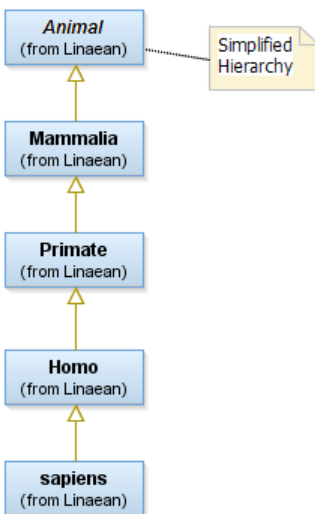 Animal
(from Linaean)
Simplified
Hierarchy
Mammalia
(from Linaean)
Primate
(from Linaean)
Homo
(from Linaean)
sapiens
(from Linaean)